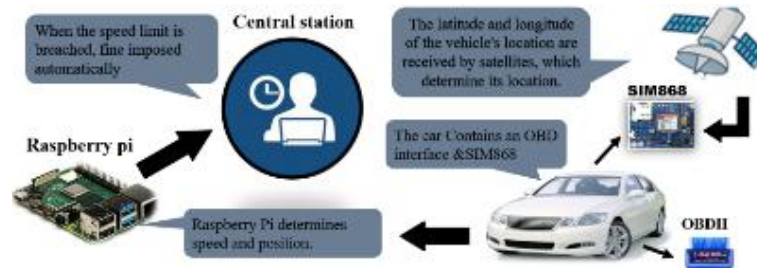 When the speed limit is
breached, fine imposed
automatically
Central station
The latitude and longitude
of the vehicle's location are
received by satellites, which
determine its location.
SIM868
Raspberry pi
The car Contains an OBD
interface &SIM868
Raspberry Pi determines
speed and position.
OBDII